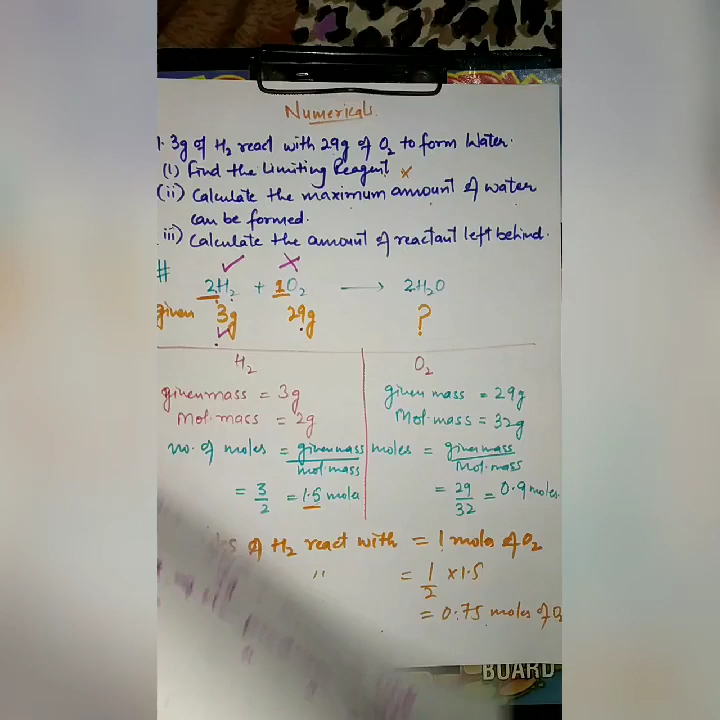 Numericals.
1. 3g of H₂ react with 29g of O₂ to form Water.
(i) Find the Limiting Reagent ×
(ii) Calculate the maximum amount of water
can be formed.
iii) Calculate the amount of reactant left behind.
# ✓ ×
2H₂ + 1O₂ ⟶ 2H₂O
given 3g 29g ?
✓
H₂ O₂
given mass = 3g given mass = 29g
Mol. mass = 2g Mol. mass = 32g
no. of moles = given mass / mol. mass moles = given mass / Mol. mass
= 3/2 = 1.5 mole = 29/32 = 0.9 moles.
of H₂ react with = 1 mole of O₂
" = 1/2 × 1.5
= 0.75 moles of O₂
BOARD